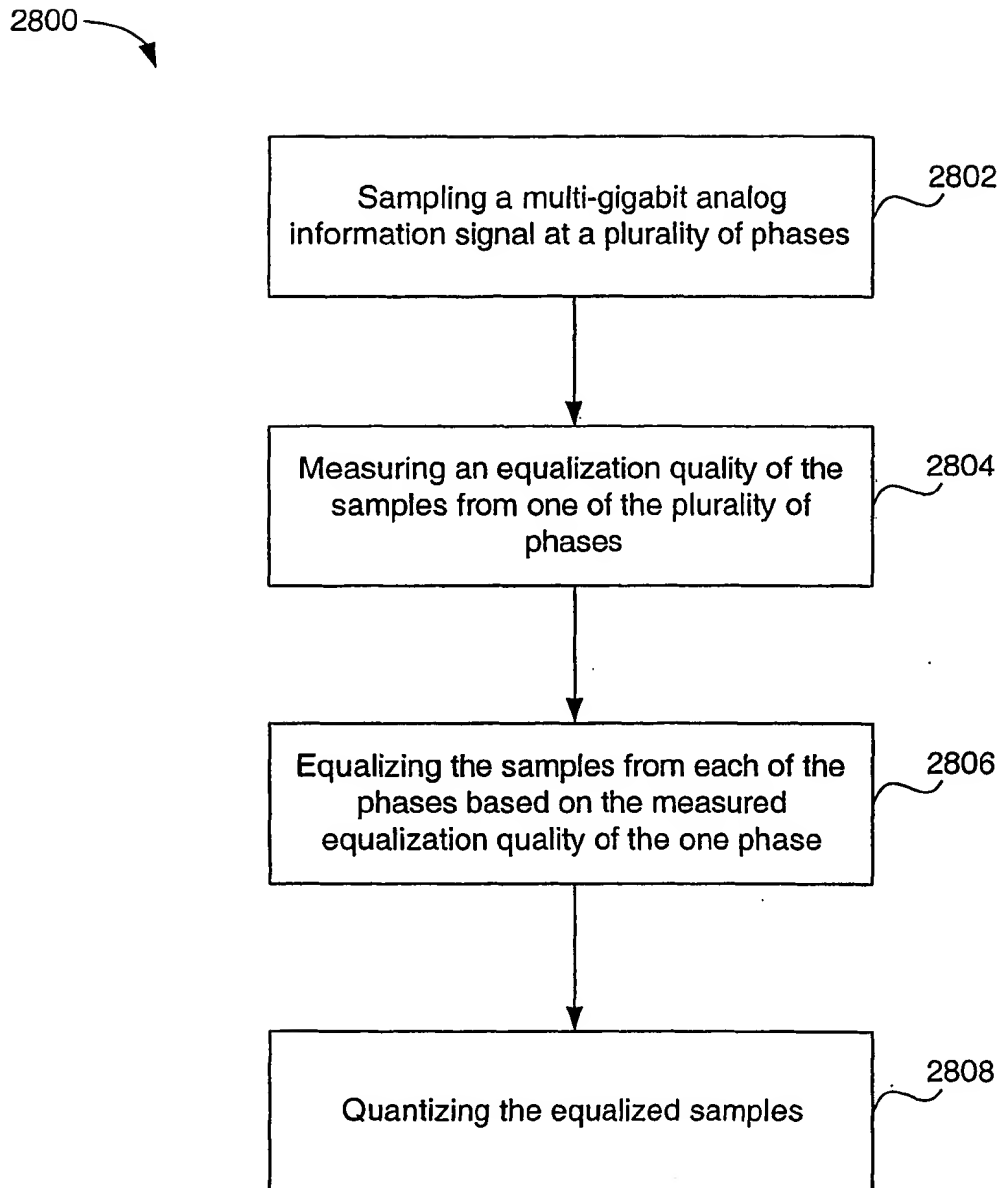 2800
2802
Sampling a multi-gigabit analog
information signal at a plurality of phases
2804
Measuring an equalization quality of the
samples from one of the plurality of
phases
2806
Equalizing the samples from each of the
phases based on the measured
equalization quality of the one phase
2808
Quantizing the equalized samples